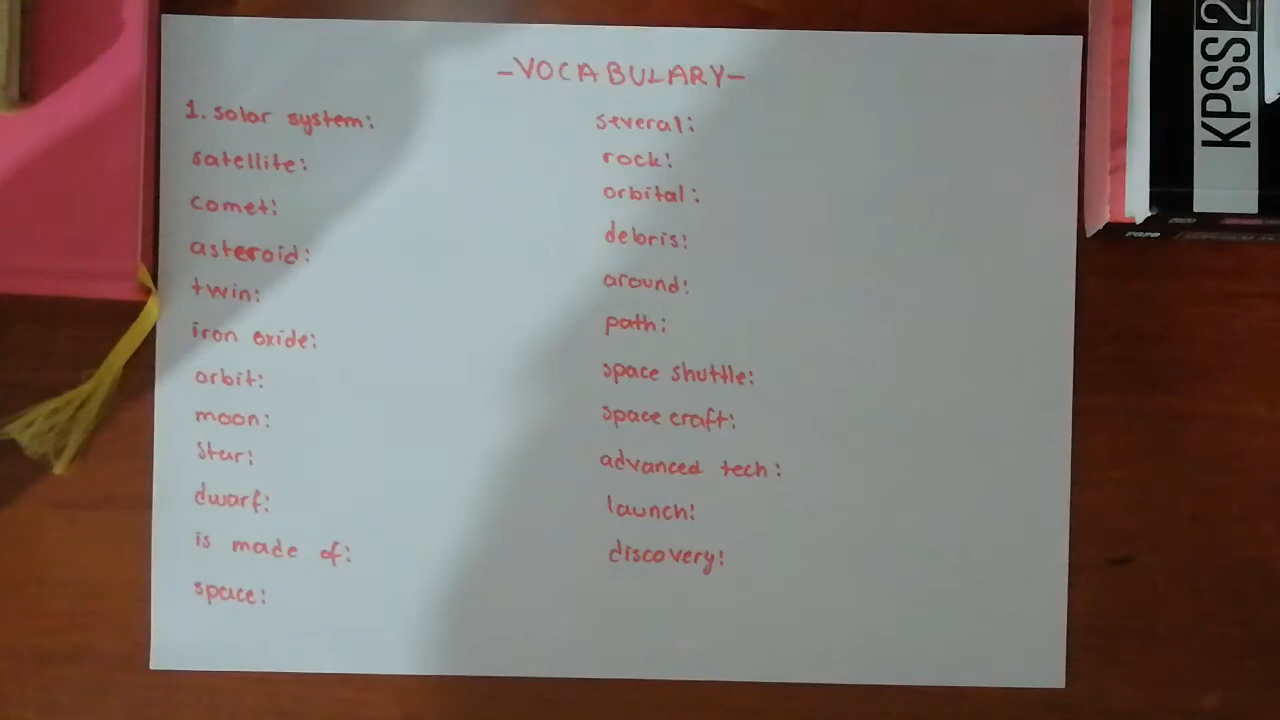 -VOCABULARY-
1. solar system:
satellite:
comet:
asteroid:
twin:
iron oxide:
orbit:
moon:
star:
dwarf:
is made of:
space:
several:
rock:
orbital:
debris:
around:
path:
space shuttle:
space craft:
advanced tech:
launch:
discovery:
KPSS 2